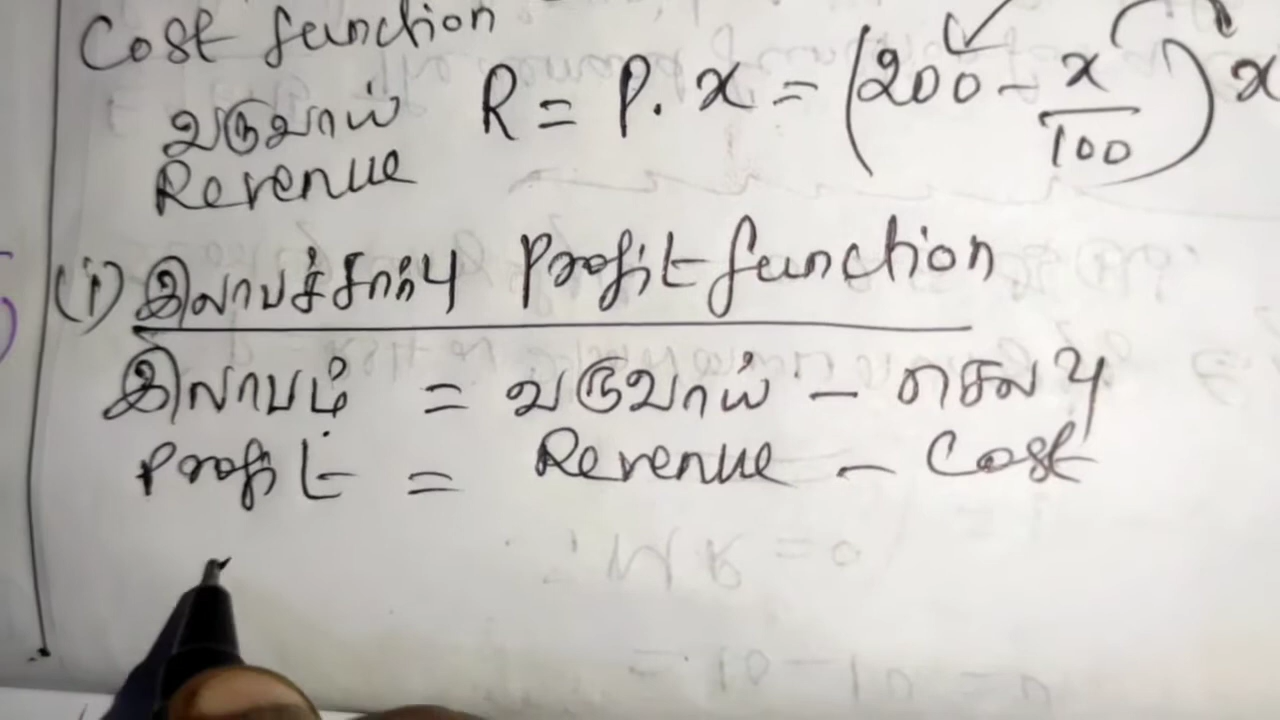 Cost function
வருவாய் R = P. x = (200 - x/100) x
Revenue
(i) இலாபச்சார்பு Profit function
இலாபம் = வருவாய் - செலவு
Profit = Revenue - Cost